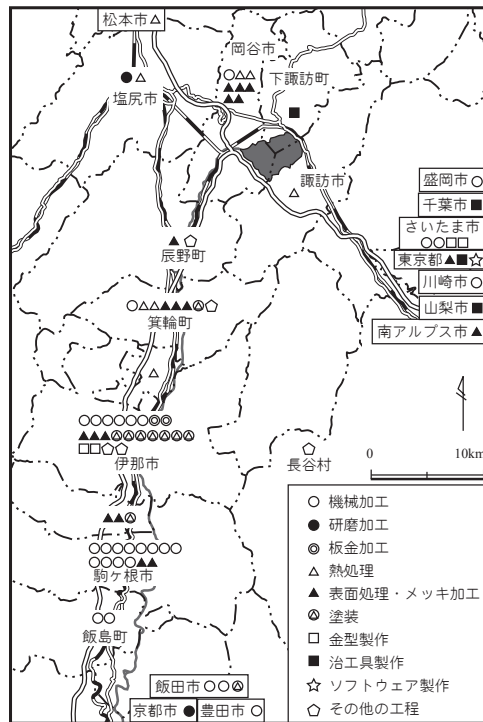 松本市
岡谷市
下諏訪町
塩尻市
諏訪市
盛岡市
千葉市
さいたま市
東京都
川崎市
山梨市
南アルプス市
辰野町
箕輪町
伊那市
長谷村
0 10km
駒ヶ根市
飯島町
飯田市
京都市 豊田市
機械加工
研磨加工
板金加工
熱処理
表面処理・メッキ加工
塗装
金型製作
治工具製作
ソフトウェア製作
その他の工程